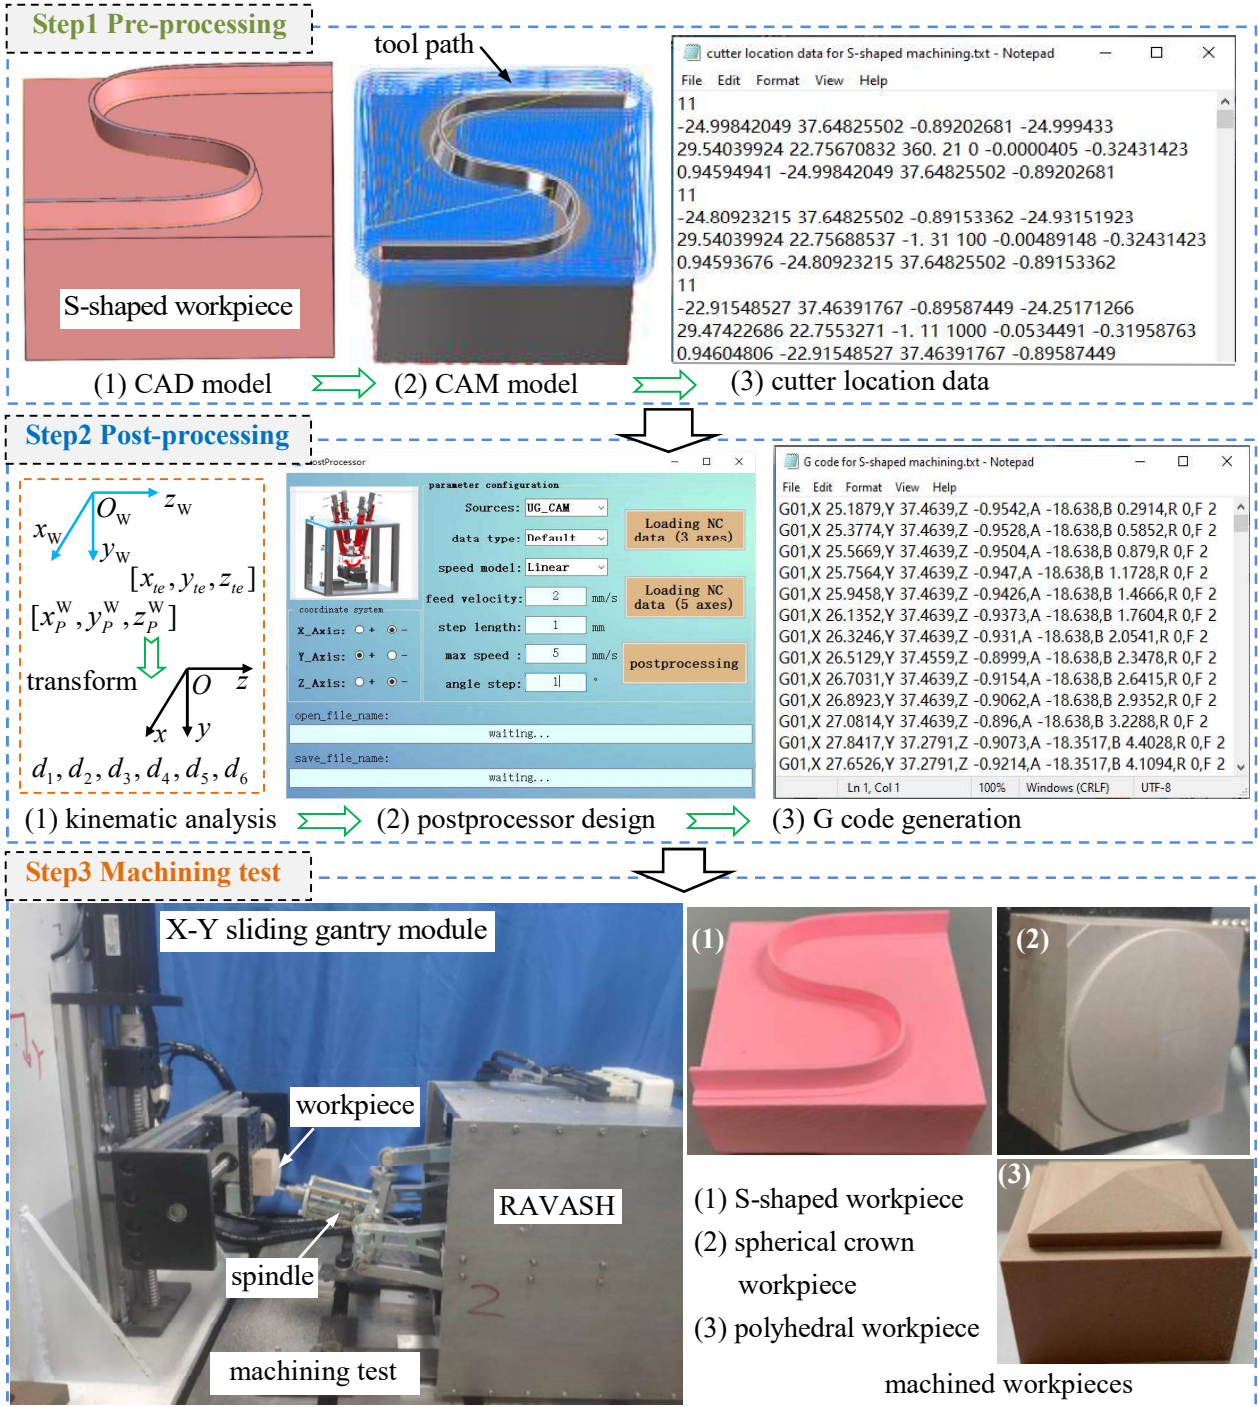 Step1 Pre-processing
tool path
S-shaped workpiece
cutter location data for S-shaped machining.txt - Notepad
File Edit Format View Help
11
-24.99842049 37.64825502 -0.89202681 -24.999433
29.54039924 22.75670832 360. 21 0 -0.0000405 -0.32431423
0.94594941 -24.99842049 37.64825502 -0.89202681
11
-24.80923215 37.64825502 -0.89153362 -24.93151923
29.54039924 22.75688537 -1. 31 100 -0.00489148 -0.32431423
0.94593676 -24.80923215 37.64825502 -0.89153362
11
-22.91548527 37.46391767 -0.89587449 -24.25171266
29.47422686 22.7553271 -1. 11 1000 -0.0534491 -0.31958763
0.94604806 -22.91548527 37.46391767 -0.89587449
(1) CAD model
(2) CAM model
(3) cutter location data
Step2 Post-processing
O_W z_W
x_W
y_W
[x_te, y_te, z_te]
[x_P^W, y_P^W, z_P^W]
transform
O z
x y
d_1, d_2, d_3, d_4, d_5, d_6
ostProcessor
parameter configuration
Sources: UG_CAM
data type: Default
speed model: Linear
feed velocity: 2 mm/s
step length: 1 mm
max speed : 5 mm/s
angle step: 1 °
Loading NC
data (3 axes)
Loading NC
data (5 axes)
postprocessing
coordinate system
X_Axis: + -
Y_Axis: + -
Z_Axis: + -
open_file_name:
waiting...
save_file_name:
waiting...
G code for S-shaped machining.txt - Notepad
File Edit Format View Help
G01,X 25.1879,Y 37.4639,Z -0.9542,A -18.638,B 0.2914,R 0,F 2
G01,X 25.3774,Y 37.4639,Z -0.9528,A -18.638,B 0.5852,R 0,F 2
G01,X 25.5669,Y 37.4639,Z -0.9504,A -18.638,B 0.879,R 0,F 2
G01,X 25.7564,Y 37.4639,Z -0.947,A -18.638,B 1.1728,R 0,F 2
G01,X 25.9458,Y 37.4639,Z -0.9426,A -18.638,B 1.4666,R 0,F 2
G01,X 26.1352,Y 37.4639,Z -0.9373,A -18.638,B 1.7604,R 0,F 2
G01,X 26.3246,Y 37.4639,Z -0.931,A -18.638,B 2.0541,R 0,F 2
G01,X 26.5129,Y 37.4559,Z -0.8999,A -18.638,B 2.3478,R 0,F 2
G01,X 26.7031,Y 37.4639,Z -0.9154,A -18.638,B 2.6415,R 0,F 2
G01,X 26.8923,Y 37.4639,Z -0.9062,A -18.638,B 2.9352,R 0,F 2
G01,X 27.0814,Y 37.4639,Z -0.896,A -18.638,B 3.2288,R 0,F 2
G01,X 27.8417,Y 37.2791,Z -0.9073,A -18.3517,B 4.4028,R 0,F 2
G01,X 27.6526,Y 37.2791,Z -0.9214,A -18.3517,B 4.1094,R 0,F 2
Ln 1, Col 1 100% Windows (CRLF) UTF-8
(1) kinematic analysis
(2) postprocessor design
(3) G code generation
Step3 Machining test
X-Y sliding gantry module
workpiece
RAVASH
spindle
2
machining test
(1)
(2)
(3)
(1) S-shaped workpiece
(2) spherical crown
workpiece
(3) polyhedral workpiece
machined workpieces